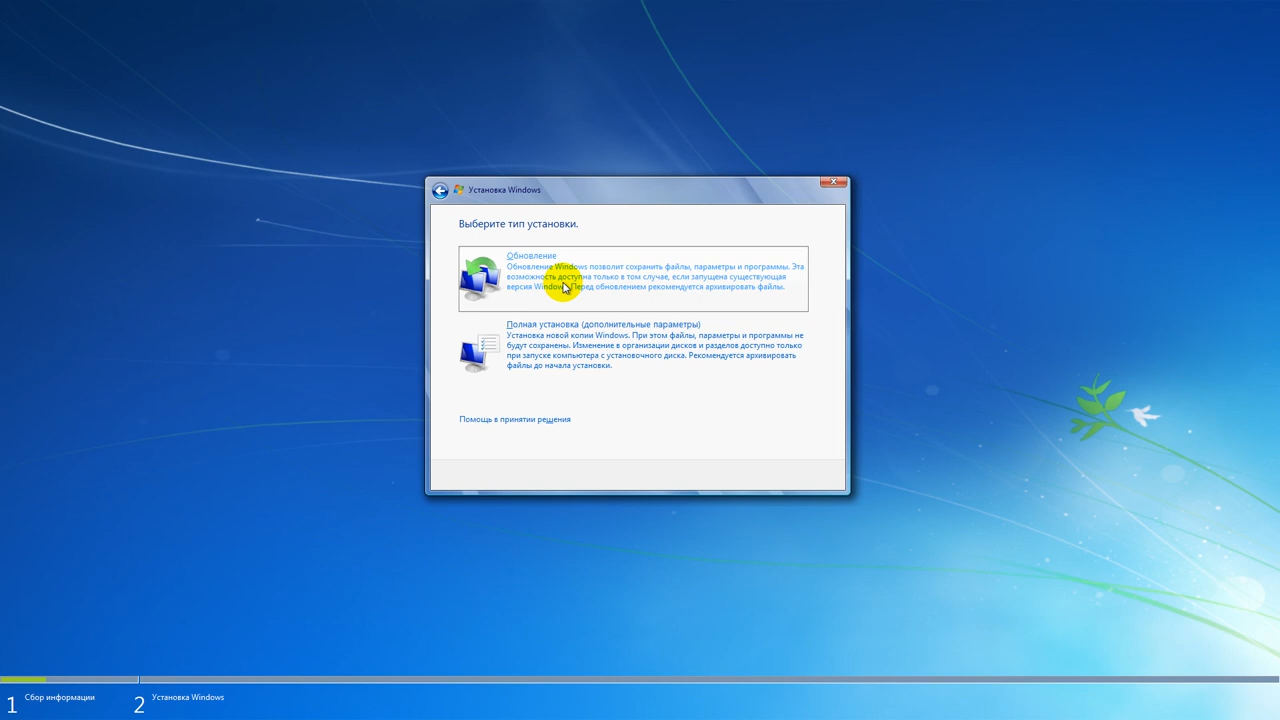 Установка Windows
Выберите тип установки.
Обновление
Обновление Windows позволит сохранить файлы, параметры и программы. Эта
возможность доступна только в том случае, если запущена существующая
версия Windows. Перед обновлением рекомендуется архивировать файлы.
Полная установка (дополнительные параметры)
Установка новой копии Windows. При этом файлы, параметры и программы не
будут сохранены. Изменение в организации дисков и разделов доступно только
при запуске компьютера с установочного диска. Рекомендуется архивировать
файлы до начала установки.
Помощь в принятии решения
1 Сбор информации
2 Установка Windows